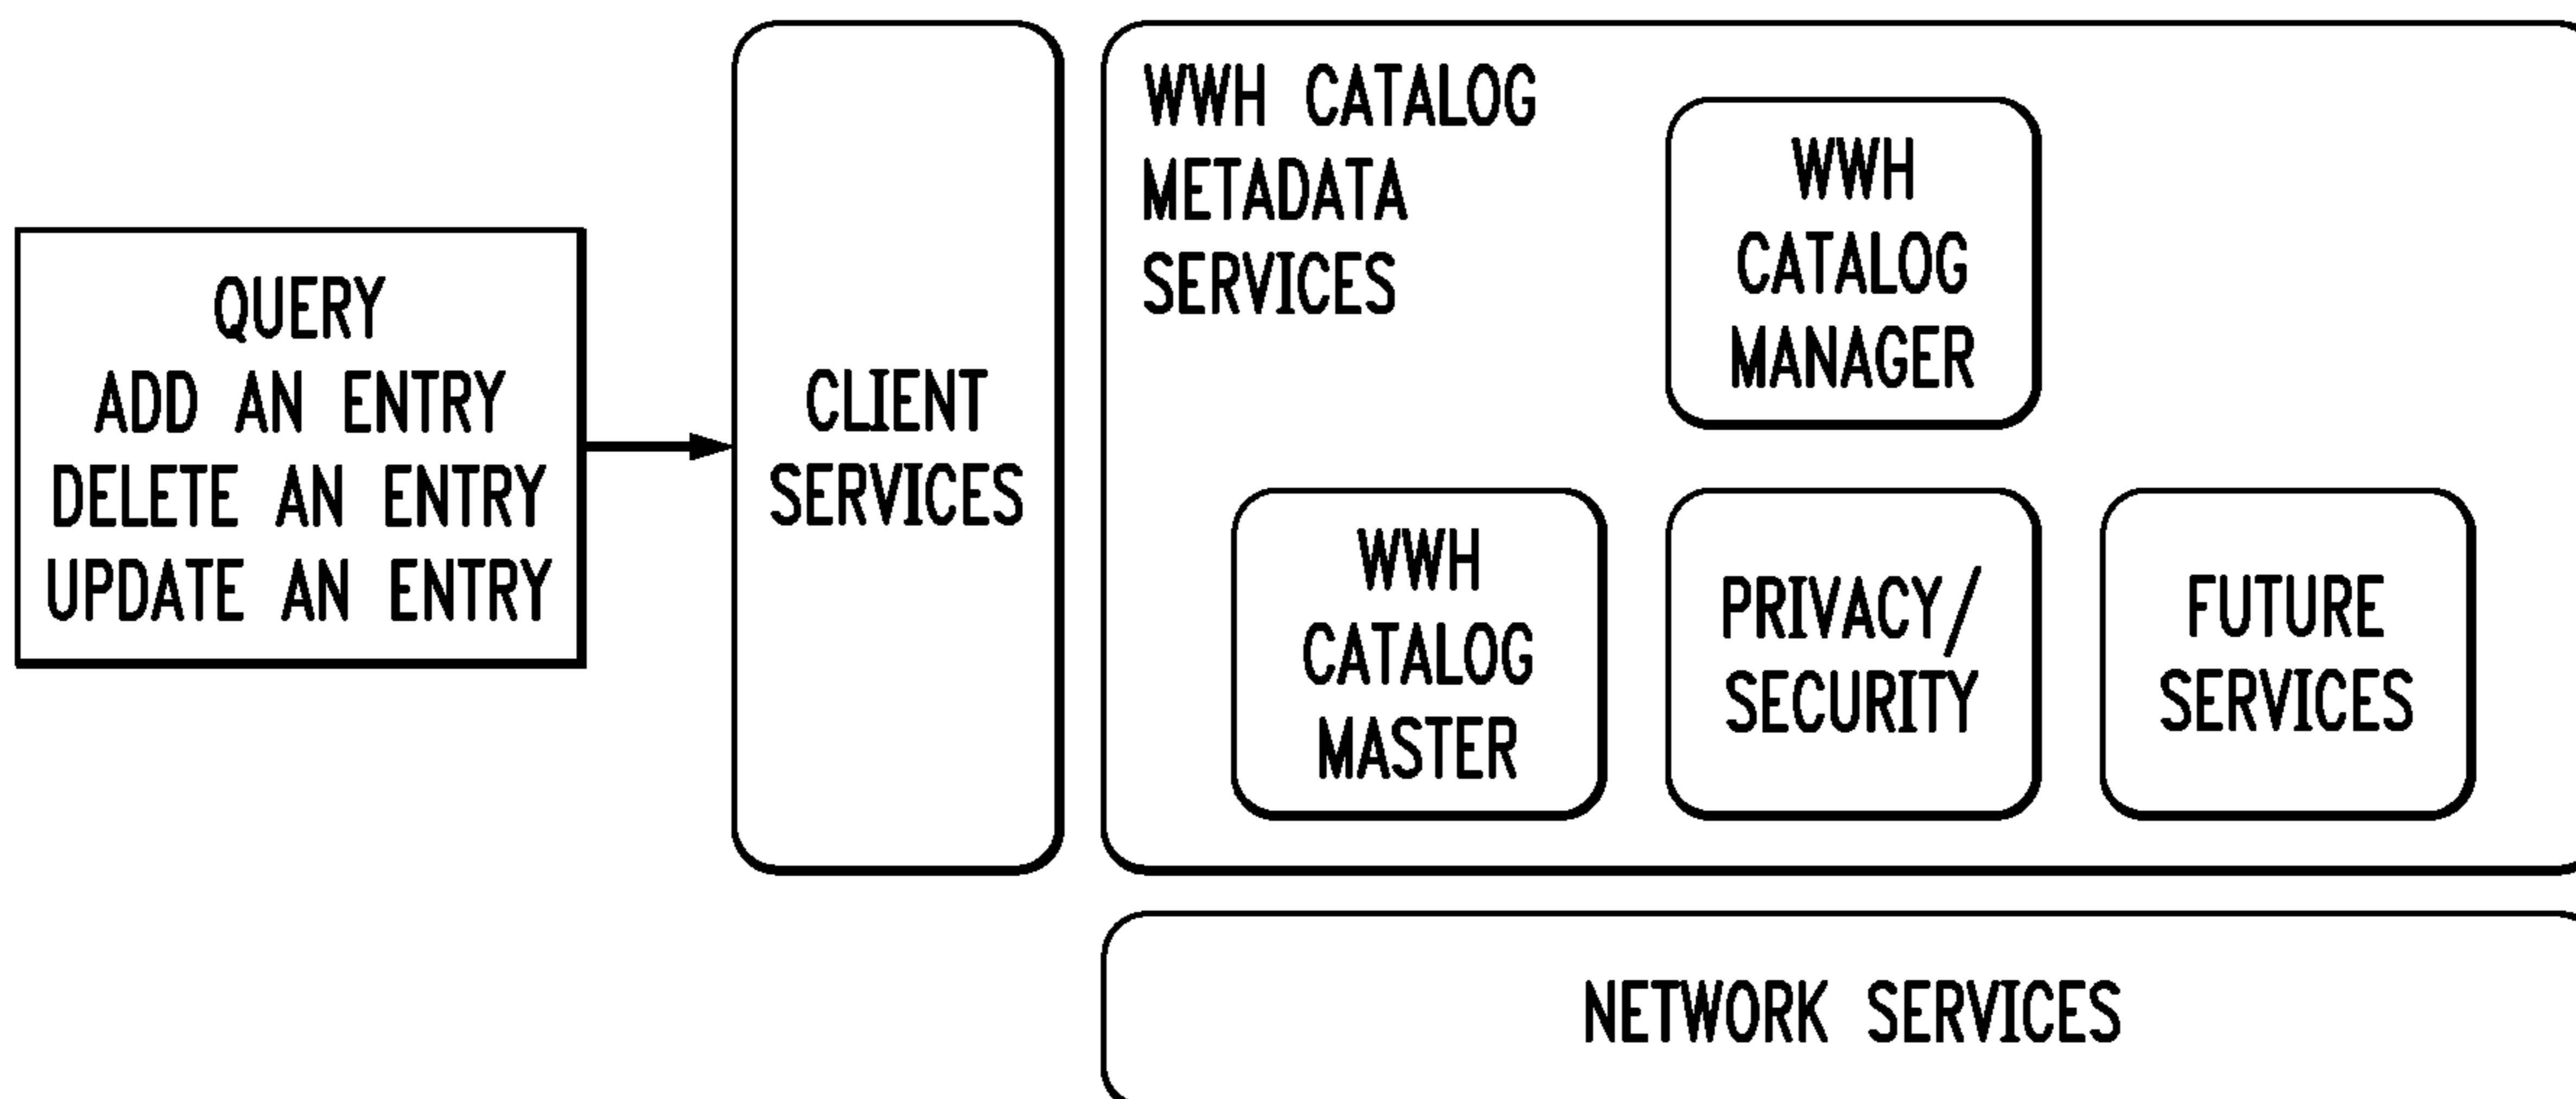 QUERY
ADD AN ENTRY
DELETE AN ENTRY
UPDATE AN ENTRY
CLIENT
SERVICES
WWH CATALOG
METADATA
SERVICES
WWH
CATALOG
MANAGER
WWH
CATALOG
MASTER
PRIVACY/
SECURITY
FUTURE
SERVICES
NETWORK SERVICES